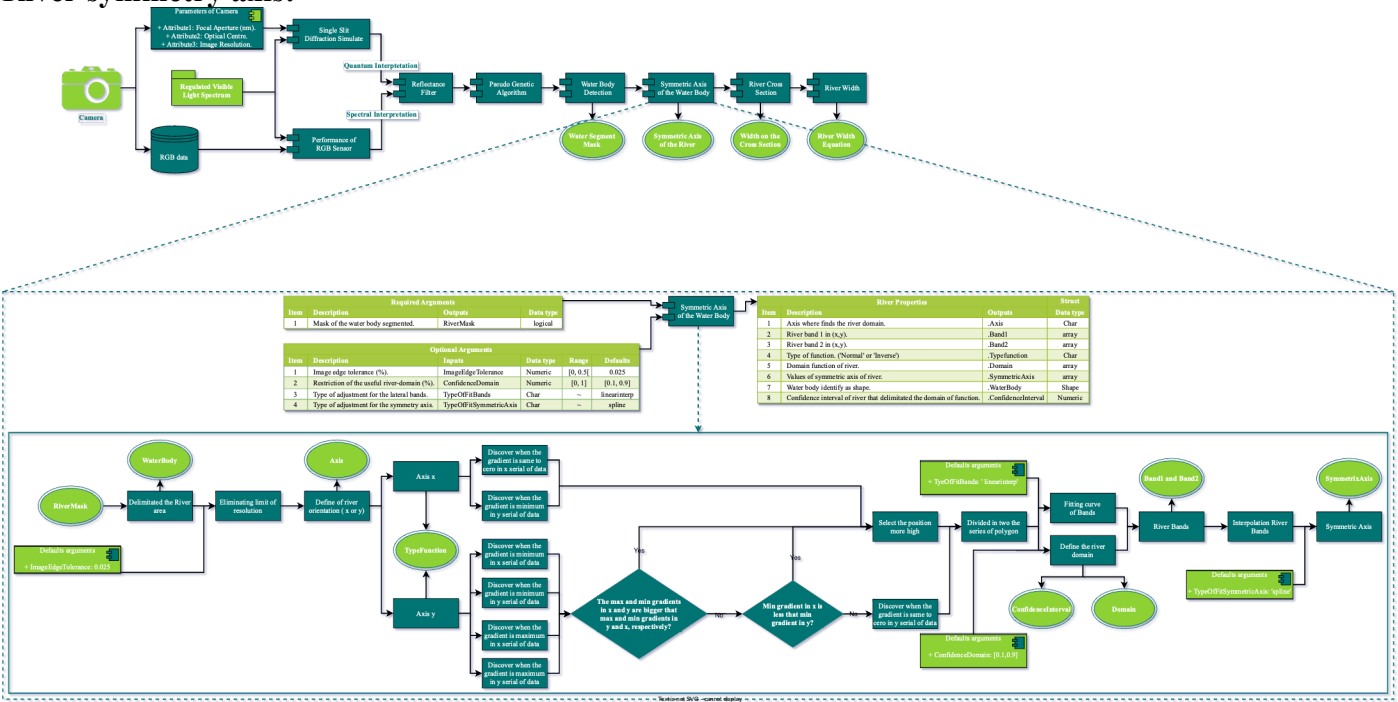 River symmetry axis.
Parameters of Camera
+ Attribute1: Focal Aperture (nm).
+ Attribute2: Optical Centre.
+ Attribute3: Image Resolution.
Camera
Regulated Visible
Light Spectrum
RGB data
Single Slit
Diffraction Simulate
Performance of
RGB Sensor
Quantum Interptetation
Spectral Interpretation
Reflectance
Filter
Pseudo Genetic
Algorithm
Water Body
Detection
Symmetric Axis
of the Water Body
River Cross
Section
River Width
Water Segment
Mask
Symmetric Axis
of the River
Width on the
Crom Section
River Width
Equation
Required Arguments
Item Description Outputs Data type
1 Mask of the water body segmented. RiverMask logical
Optional Arguments
Item Description Inputs Data type Range Defaults
1 Image edge tolerance (%). ImageEdgeTolerance Numeric [0, 0.5[ 0.025
2 Restriction of the useful river-domain (%). ConfidenceDomain Numeric [0, 1] [0.1, 0.9]
3 Type of adjustment for the lateral bands. TypeOfFitBands Char ~ linearinterp
4 Type of adjustment for the symmetry axis. TypeOfFitSymmetricAxis Char ~ spline
Symmetric Axis
of the Water Body
River Properties Struct
Item Description Outputs Data type
1 Axis where finds the river domain. .Axis Char
2 River band 1 in (x,y). .Band1 array
3 River band 2 in (x,y). .Band2 array
4 Type of function. ('Normal' or 'Inverse') .Typefunction Char
5 Domain function of river. .Domain array
6 Values of symmetric axis of river. .SymmetricAxis array
7 Water body identify as shape. .WaterBody Shape
8 Confidence interval of river that delimitated the domain of function. .ConfidenceInterval Numeric
RiverMask
WaterBody
Delimitated the River
area
Defaults arguments
+ ImageEdgeTolerance: 0.025
Eliminating limit of
resolution
Axis
Define of river
orientation ( x or y)
Axis x
TypeFunction
Axis y
Discover when the
gradient is same to
cero in x serial of data
Discover when the
gradient is minimum
in y serial of data
Discover when the
gradient is minimum
in x serial of data
Discover when the
gradient is minimum
in y serial of data
Discover when the
gradient is maximum
in x serial of data
Discover when the
gradient is maximum
in y serial of data
The max and min gradients
in x and y are bigger that
max and min gradients in
y and x, respectively?
Yes
No
Min gradient in x is
less that min
gradient in y?
Yes
No
Select the position
more high
Discover when the
gradient is same to
cero in y serial of data
Divided in two the
series of polygon
Defaults arguments
+ TyeOfFitBands: ' linearinterp'
Fitting curve
of Bands
Define the river
domain
ConfidenceInterval
Domain
Defaults arguments
+ ConfidenceDomain: [0.1,0.9]
Band1 and Band2
River Bands
Interpolation River
Bands
Defaults arguments
+ TypeOfFitSymmetricAxis: 'spline'
SymmetrixAxis
Symmetric Axis
Text is not SVG - cannot display